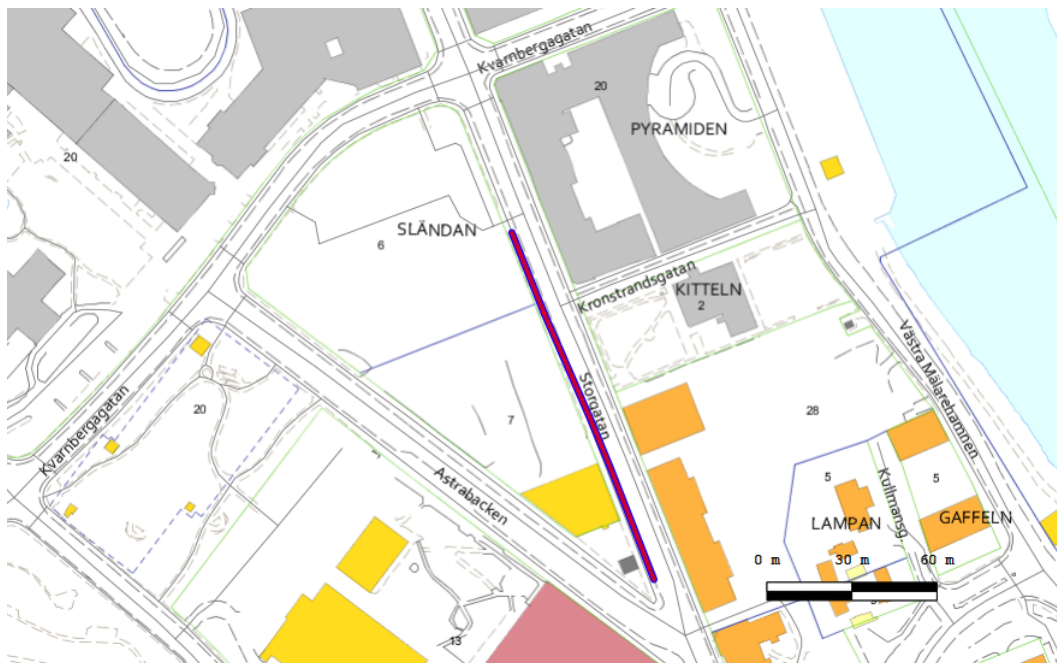 Kvarnbergagatan
20
PYRAMIDEN
20
SLÄNDAN
6
Kronstrandsgatan
KITTELN
2
Västra Mälarehamnen
Storgatan
28
20
7
Kvarnbergagatan
Astrabacken
5
Kullmansg.
5
LAMPAN
GAFFELN
0 m
30 m
60 m
13